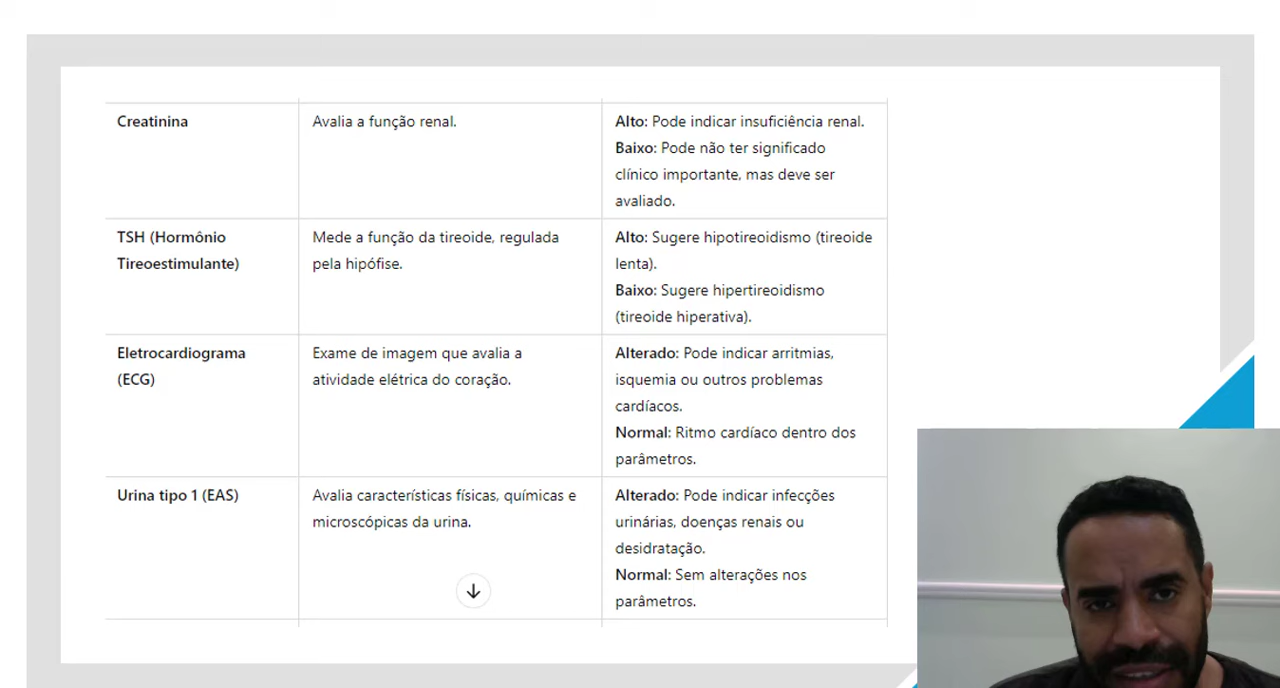 Creatinina
Avalia a função renal.
Alto: Pode indicar insuficiência renal.
Baixo: Pode não ter significado
clínico importante, mas deve ser
avaliado.
TSH (Hormônio
Tireoestimulante)
Mede a função da tireoide, regulada
pela hipófise.
Alto: Sugere hipotireoidismo (tireoide
lenta).
Baixo: Sugere hipertireoidismo
(tireoide hiperativa).
Eletrocardiograma
(ECG)
Exame de imagem que avalia a
atividade elétrica do coração.
Alterado: Pode indicar arritmias,
isquemia ou outros problemas
cardíacos.
Normal: Ritmo cardíaco dentro dos
parâmetros.
Urina tipo 1 (EAS)
Avalia características físicas, químicas e
microscópicas da urina.
Alterado: Pode indicar infecções
urinárias, doenças renais ou
desidratação.
Normal: Sem alterações nos
parâmetros.